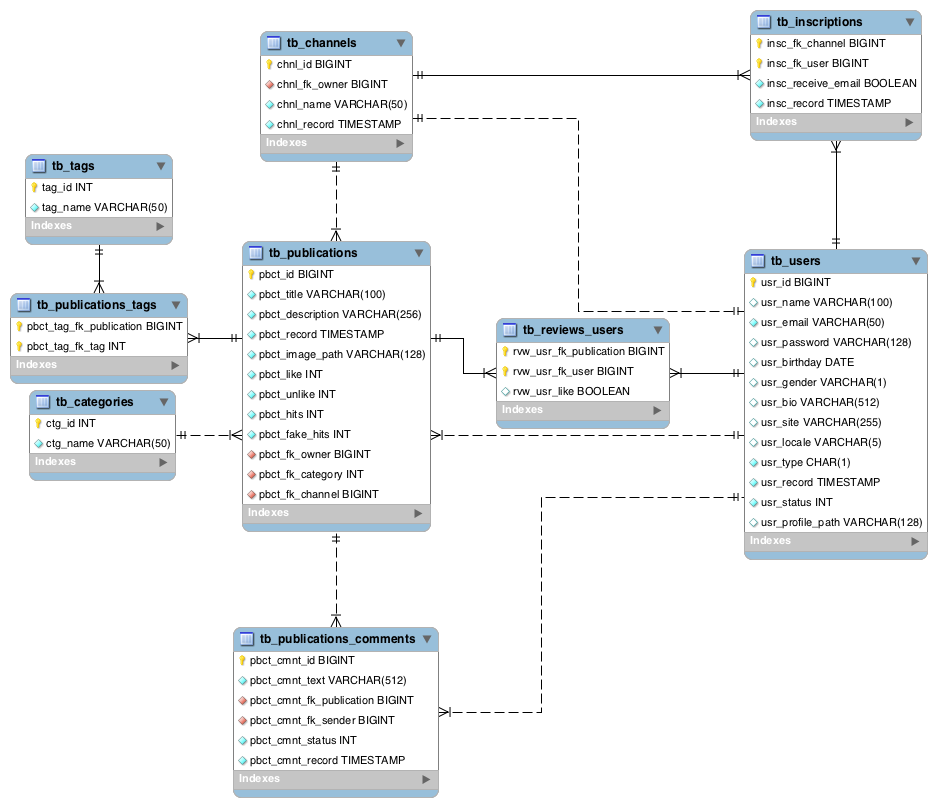 tb_channels
chnl_id BIGINT
chnl_fk_owner BIGINT
chnl_name VARCHAR(50)
chnl_record TIMESTAMP
Indexes
tb_inscriptions
insc_fk_channel BIGINT
insc_fk_user BIGINT
insc_receive_email BOOLEAN
insc_record TIMESTAMP
Indexes
tb_tags
tag_id INT
tag_name VARCHAR(50)
Indexes
tb_publications_tags
pbct_tag_fk_publication BIGINT
pbct_tag_fk_tag INT
Indexes
tb_categories
ctg_id INT
ctg_name VARCHAR(50)
Indexes
tb_publications
pbct_id BIGINT
pbct_title VARCHAR(100)
pbct_description VARCHAR(256)
pbct_record TIMESTAMP
pbct_image_path VARCHAR(128)
pbct_like INT
pbct_unlike INT
pbct_hits INT
pbct_fake_hits INT
pbct_fk_owner BIGINT
pbct_fk_category INT
pbct_fk_channel BIGINT
Indexes
tb_reviews_users
rvw_usr_fk_publication BIGINT
rvw_usr_fk_user BIGINT
rvw_usr_like BOOLEAN
Indexes
tb_users
usr_id BIGINT
usr_name VARCHAR(100)
usr_email VARCHAR(50)
usr_password VARCHAR(128)
usr_birthday DATE
usr_gender VARCHAR(1)
usr_bio VARCHAR(512)
usr_site VARCHAR(255)
usr_locale VARCHAR(5)
usr_type CHAR(1)
usr_record TIMESTAMP
usr_status INT
usr_profile_path VARCHAR(128)
Indexes
tb_publications_comments
pbct_cmnt_id BIGINT
pbct_cmnt_text VARCHAR(512)
pbct_cmnt_fk_publication BIGINT
pbct_cmnt_fk_sender BIGINT
pbct_cmnt_status INT
pbct_cmnt_record TIMESTAMP
Indexes